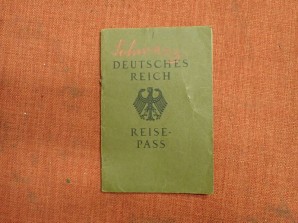 DEUTSCHES
REICH
REISE-
PASS